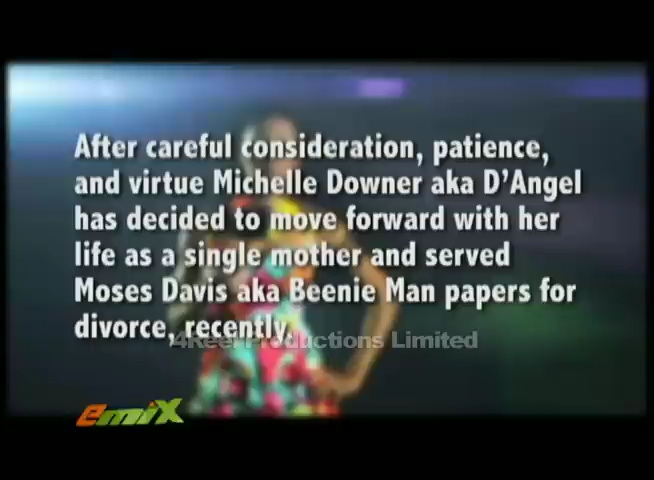 After careful consideration, patience,
and virtue Michelle Downer aka D'Angel
has decided to move forward with her
life as a single mother and served
Moses Davis aka Beenie Man papers for
divorce, recently.
4Reel Productions Limited
emiX